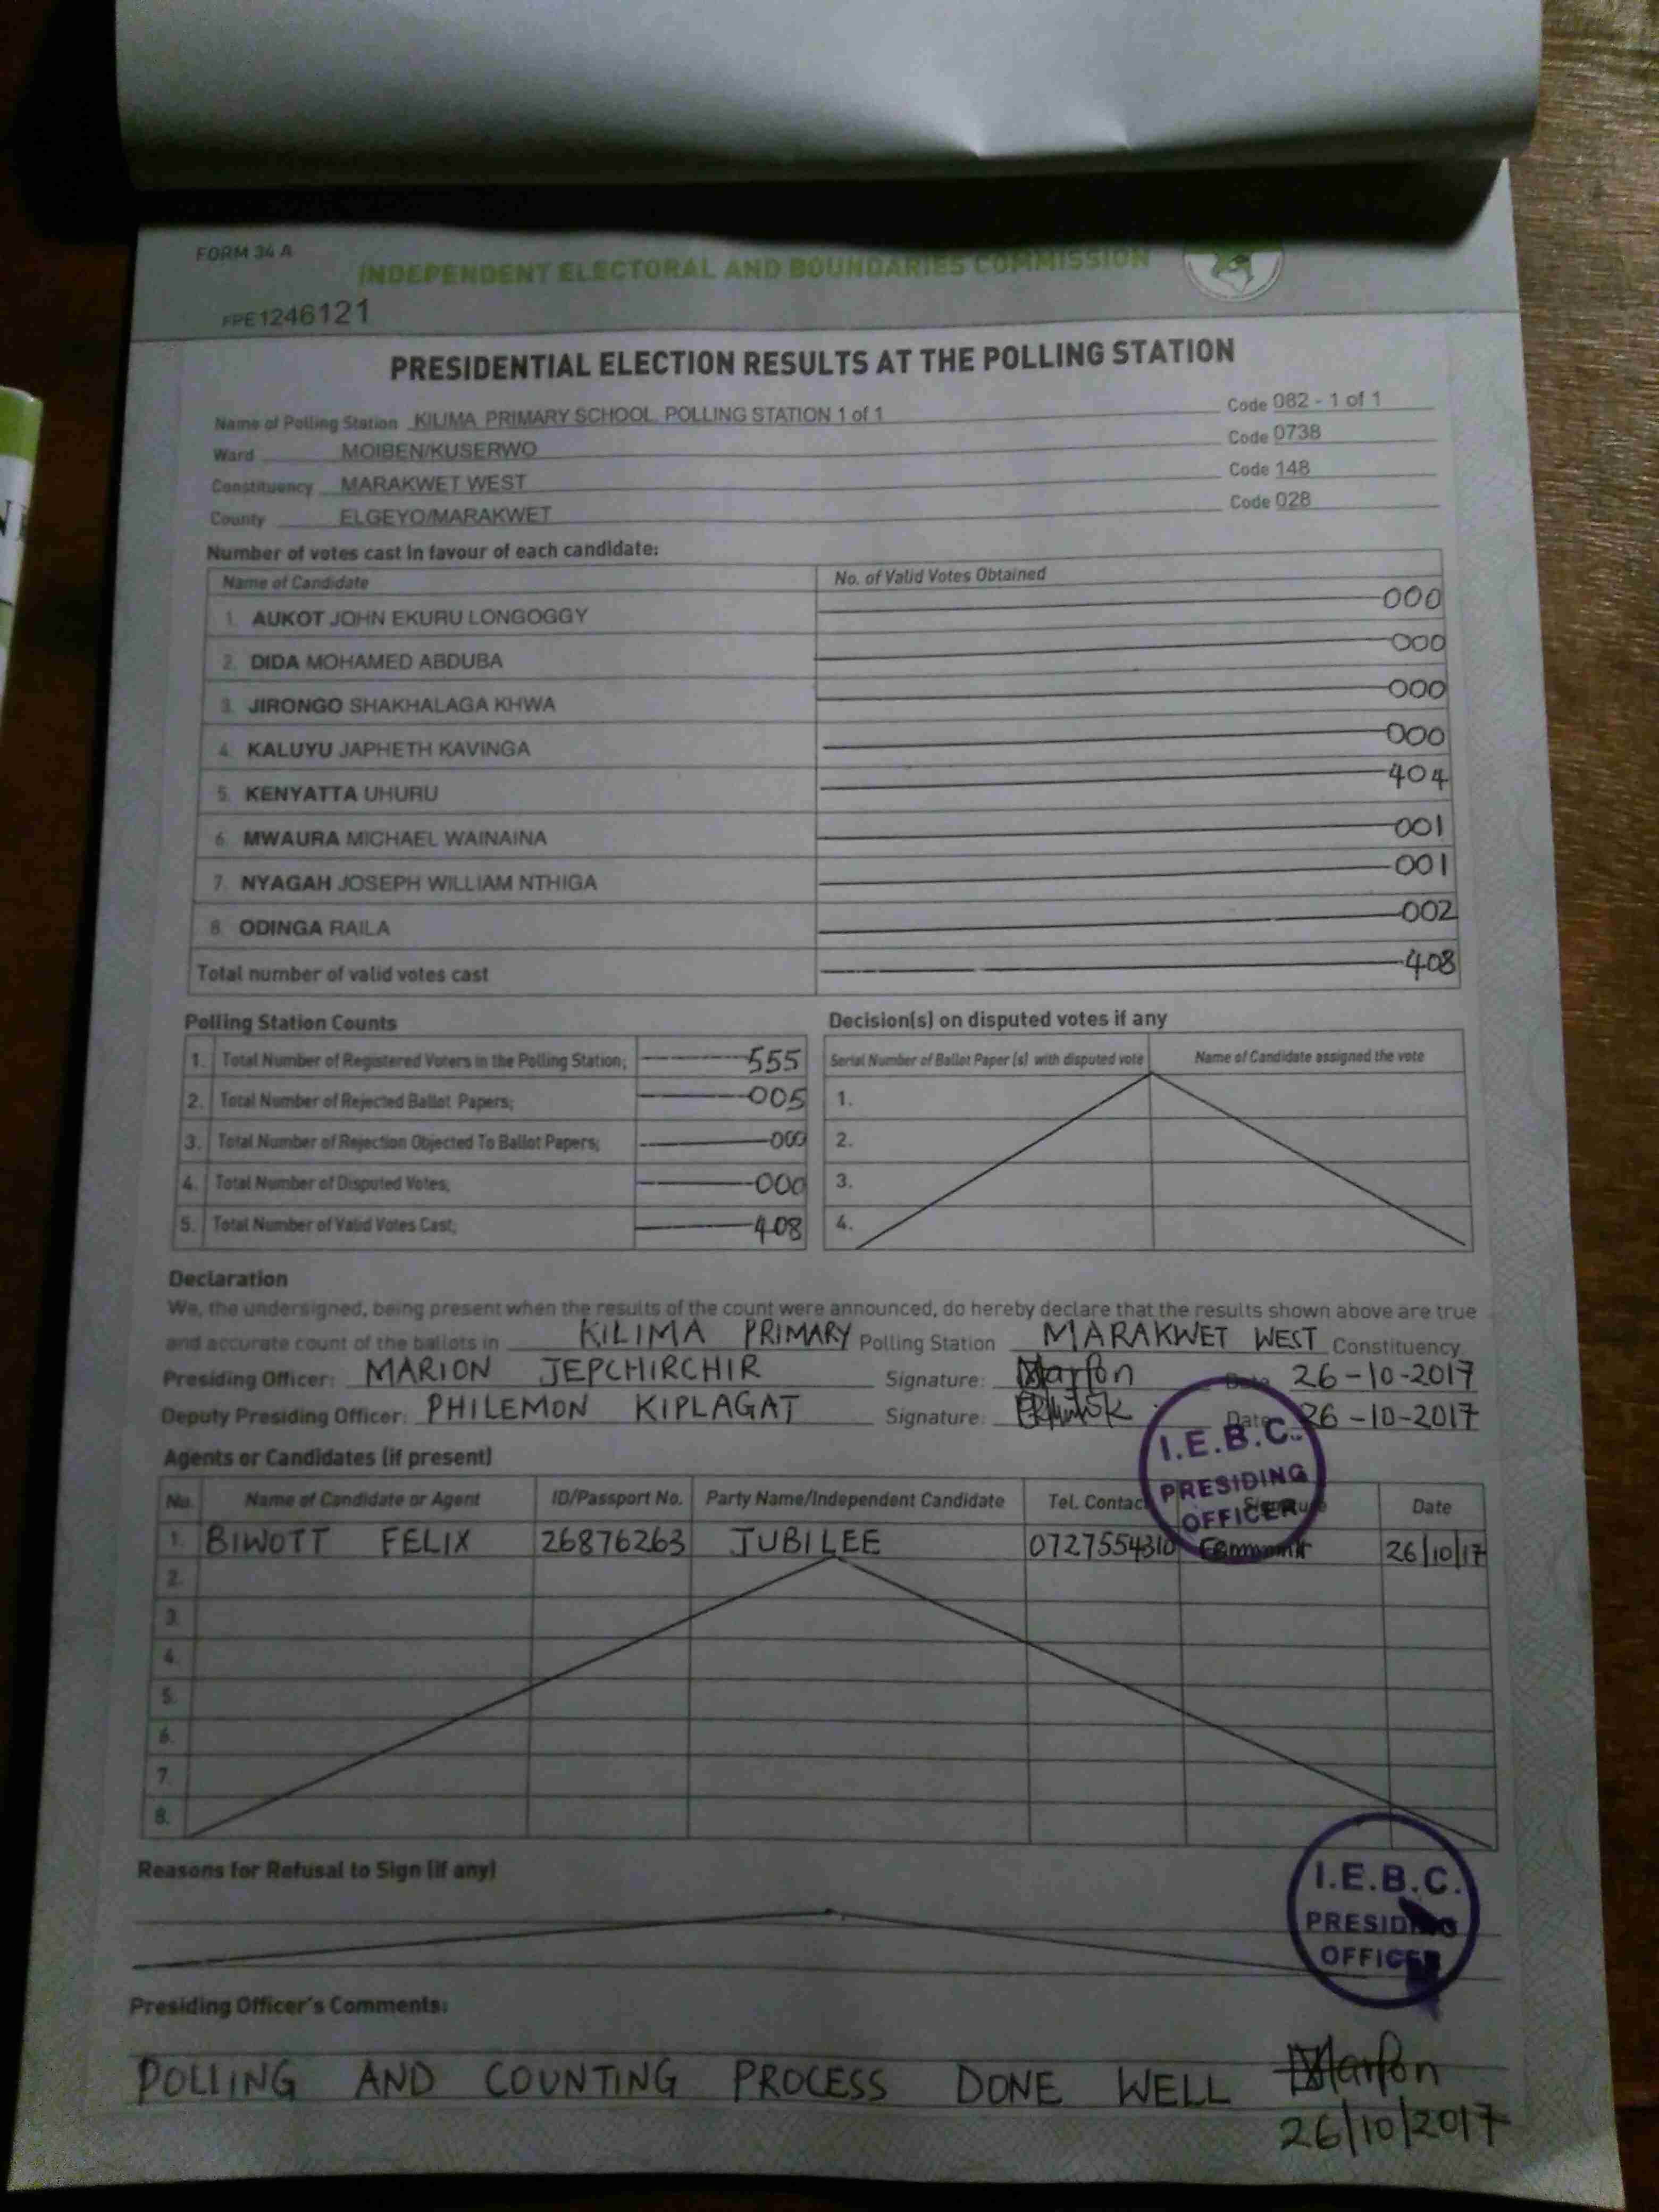 FORM 34 A
INDEPENDENT ELECTORAL AND BOUNDARIES COMMISSION
FPE1246121
PRESIDENTIAL ELECTION RESULTS AT THE POLLING STATION
Name of Polling Station KILIMA PRIMARY SCHOOL POLLING STATION 1 of 1 Code 082 - 1 of 1
Ward MOIBEN/KUSERWO Code 0738
Constituency MARAKWET WEST Code 148
County ELGEYO/MARAKWET Code 028
Number of votes cast in favour of each candidate:
Name of Candidate No. of Valid Votes Obtained
1. AUKOT JOHN EKURU LONGOGGY 000
2. DIDA MOHAMED ABDUBA 000
3. JIRONGO SHAKHALAGA KHWA 000
4. KALUYU JAPHETH KAVINGA 000
5. KENYATTA UHURU 404
6. MWAURA MICHAEL WAINAINA 001
7. NYAGAH JOSEPH WILLIAM NTHIGA 001
8. ODINGA RAILA 002
Total number of valid votes cast 408
Polling Station Counts
1. Total Number of Registered Voters in the Polling Station; 555
2. Total Number of Rejected Ballot Papers; 005
3. Total Number of Rejection Objected To Ballot Papers; 000
4. Total Number of Disputed Votes; 000
5. Total Number of Valid Votes Cast; 408
Decision(s) on disputed votes if any
Serial Number of Ballot Paper (s) with disputed vote Name of Candidate assigned the vote
1.
2.
3.
4.
Declaration
We, the undersigned, being present when the results of the count were announced, do hereby declare that the results shown above are true
and accurate count of the ballots in KILIMA PRIMARY Polling Station MARAKWET WEST Constituency.
Presiding Officer: MARION JEPCHIRCHIR Signature: Date 26-10-2017
Deputy Presiding Officer: PHILEMON KIPLAGAT Signature: Date 26-10-2017
I.E.B.C.
PRESIDING
OFFICER
Agents or Candidates (if present)
No. Name of Candidate or Agent ID/Passport No. Party Name/Independent Candidate Tel. Contact Signature Date
1. BIWOTT FELIX 26876263 JUBILEE 0727554310 26/10/17
2.
3.
4.
5.
6.
7.
8.
Reasons for Refusal to Sign (if any)
I.E.B.C.
PRESIDING
OFFICER
Presiding Officer's Comments:
POLLING AND COUNTING PROCESS DONE WELL
26/10/2017